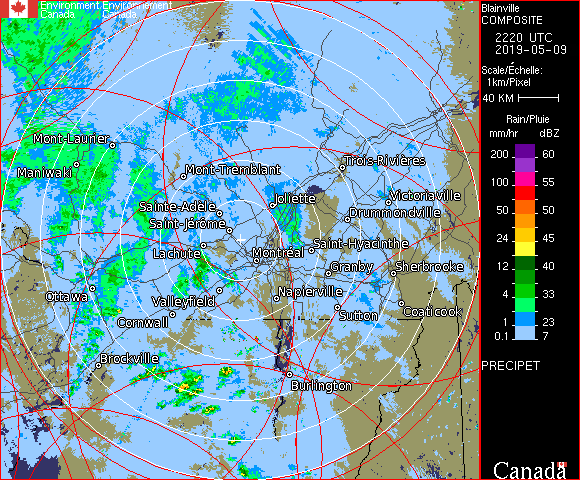 Environment Environnement
Canada Canada
Mont-Laurier
Maniwaki
Mont-Tremblant
Trois-Rivières
Sainte-Adèle
Joliette
Victoriaville
Saint-Jérôme
Drummondville
Lachute
Montréal
Saint-Hyacinthe
Granby
Sherbrooke
Ottawa
Valleyfield
Napierville
Cornwall
Sutton
Coaticook
Brockville
Burlington
Blainville
COMPOSITE
2220 UTC
2019-05-09
Scale/Échelle:
1km/Pixel
40 KM
Rain/Pluie
mm/hr dBZ
200 60
100 55
50 50
24 45
12 40
4 33
1 23
0.1 7
PRECIPET
Canada